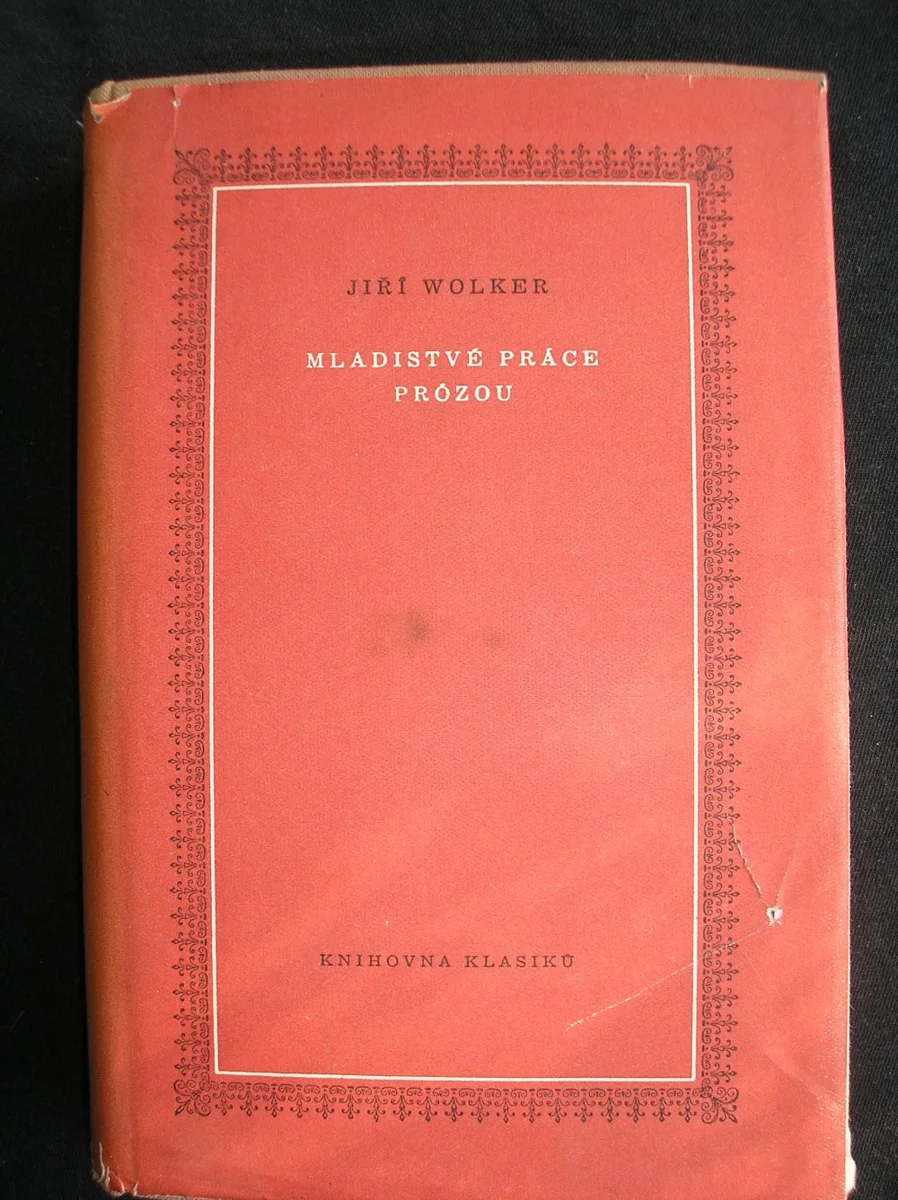 JIŘÍ WOLKER
MLADISTVÉ PRÁCE
PRÓZOU
KNIHOVNA KLASIKŮ